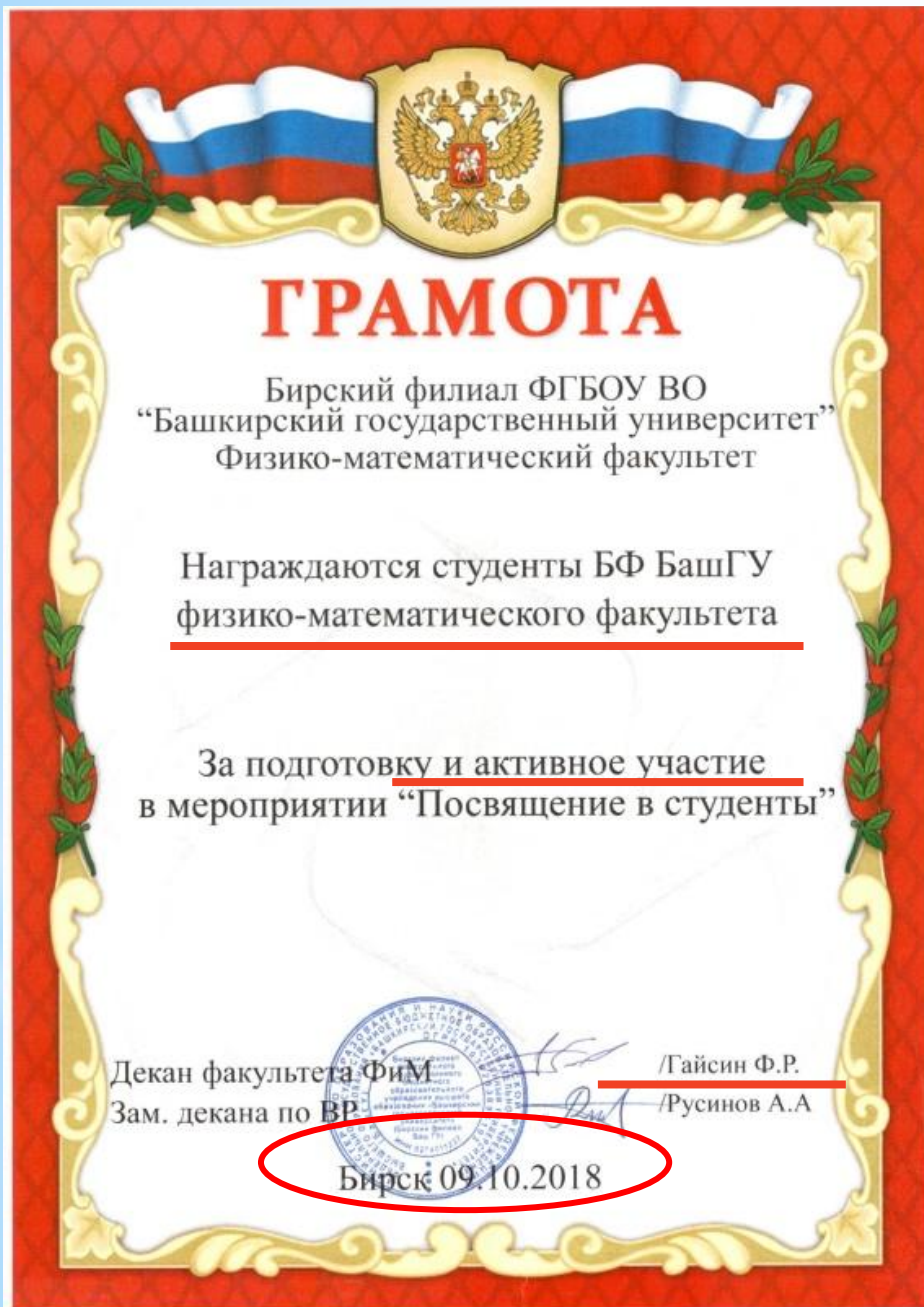 ГРАМОТА
Бирский филиал ФГБОУ ВО
“Башкирский государственный университет”
Физико-математический факультет
Награждаются студенты БФ БашГУ
физико-математического факультета
За подготовку и активное участие
в мероприятии “Посвящение в студенты”
Декан факультета ФиМ /Гайсин Ф.Р.
Зам. декана по ВР /Русинов А.А
Бирск 09.10.2018